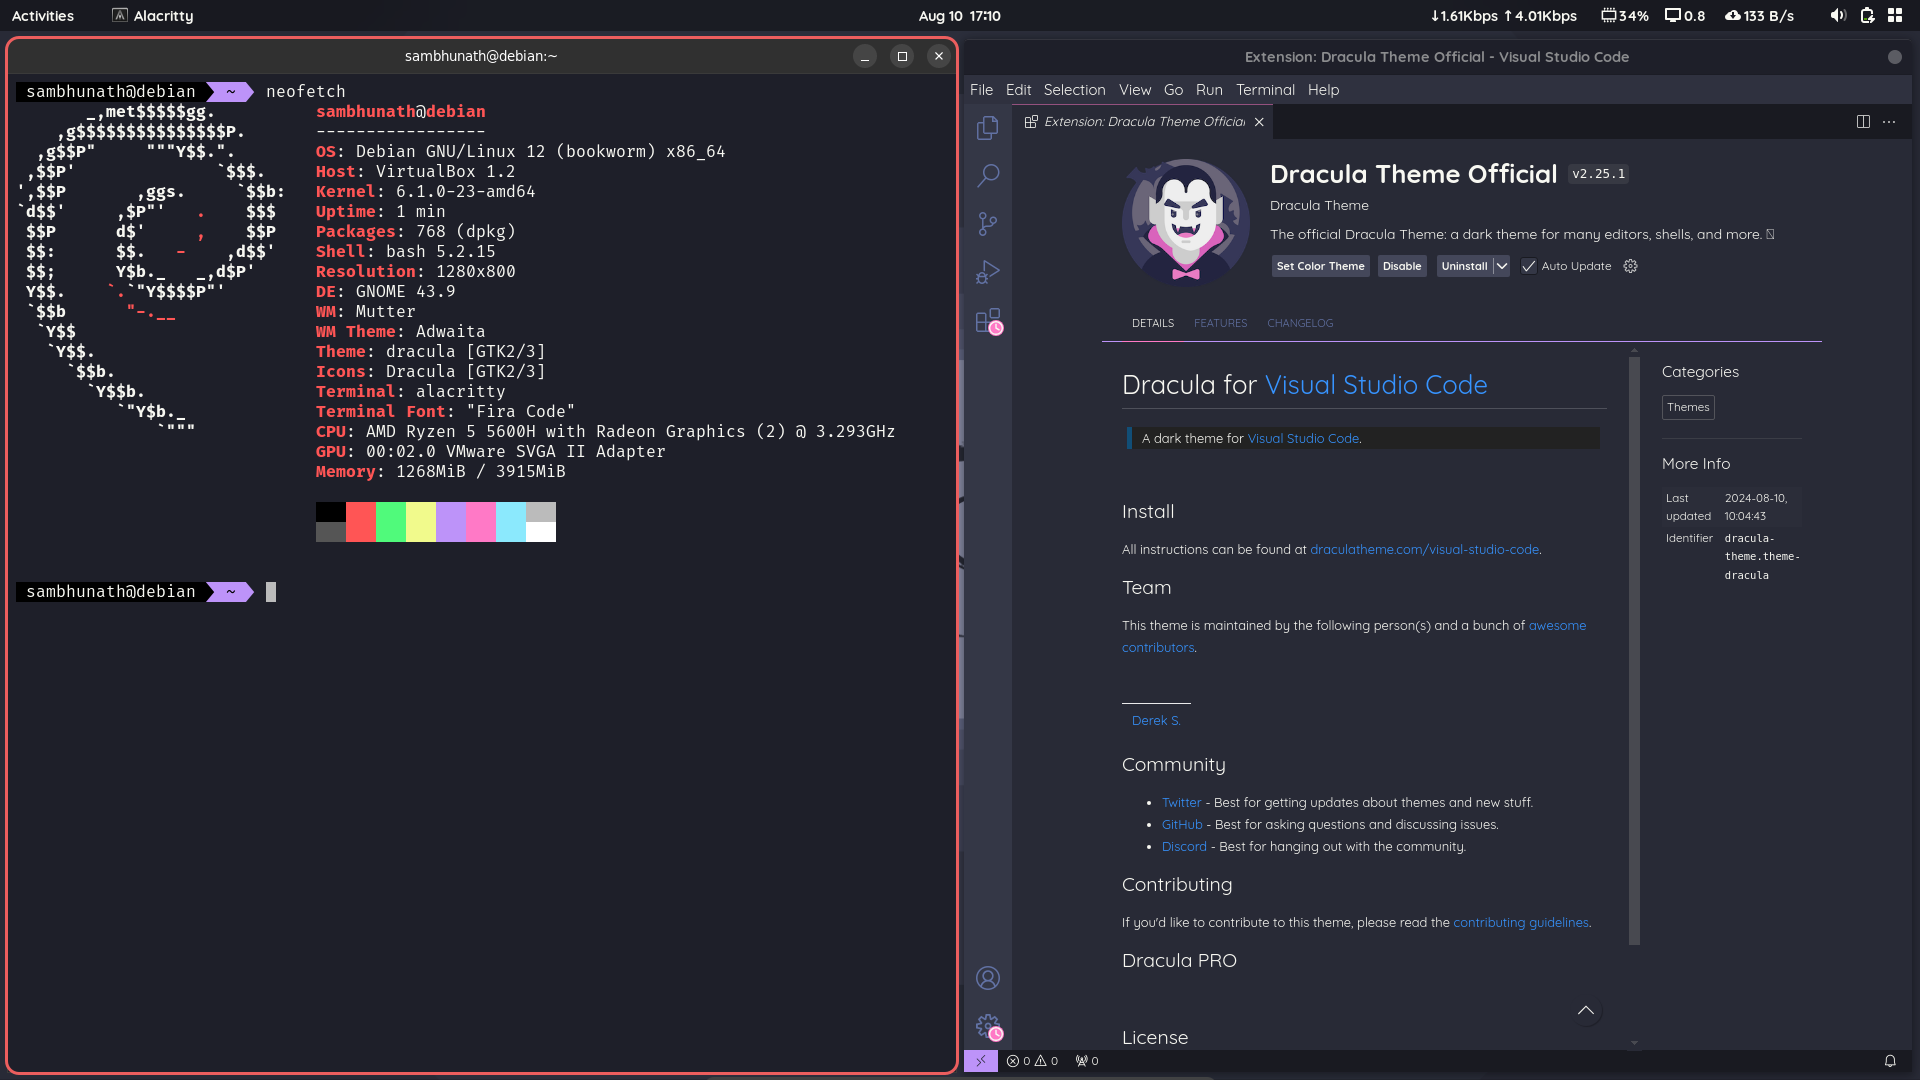 Activities
Alacritty
Aug 10 17:10
↓1.61Kbps ↑4.01Kbps
34%
0.8
133 B/s
sambhunath@debian:~
sambhunath@debian ~ neofetch
_,met$$$$$gg.
,g$$$$$$$$$$$$$$$P.
,g$$P"     """Y$$.".
,$$P'              `$$$.
',$$P       ,ggs.     `$$b:
`d$$'     ,$P"'   .    $$$
$$P      d$'     ,    $$P
$$:      $$.   -    ,d$$'
$$;      Y$b._   _,d$P'
Y$$.    `.`"Y$$$$P"'
`$$b      "-.__
`Y$$
`Y$$.
`$$b.
`Y$$b.
`"Y$b._
`"""
sambhunath@debian
-----------------
OS: Debian GNU/Linux 12 (bookworm) x86_64
Host: VirtualBox 1.2
Kernel: 6.1.0-23-amd64
Uptime: 1 min
Packages: 768 (dpkg)
Shell: bash 5.2.15
Resolution: 1280x800
DE: GNOME 43.9
WM: Mutter
WM Theme: Adwaita
Theme: dracula [GTK2/3]
Icons: Dracula [GTK2/3]
Terminal: alacritty
Terminal Font: "Fira Code"
CPU: AMD Ryzen 5 5600H with Radeon Graphics (2) @ 3.293GHz
GPU: 00:02.0 VMware SVGA II Adapter
Memory: 1268MiB / 3915MiB
sambhunath@debian ~
Extension: Dracula Theme Official - Visual Studio Code
File Edit Selection View Go Run Terminal Help
Extension: Dracula Theme Official
Dracula Theme Official v2.25.1
Dracula Theme
The official Dracula Theme: a dark theme for many editors, shells, and more.
Set Color Theme Disable Uninstall Auto Update
DETAILS FEATURES CHANGELOG
Dracula for Visual Studio Code
A dark theme for Visual Studio Code.
Install
All instructions can be found at draculatheme.com/visual-studio-code.
Team
This theme is maintained by the following person(s) and a bunch of awesome
contributors.
Derek S.
Community
• Twitter - Best for getting updates about themes and new stuff.
• GitHub - Best for asking questions and discussing issues.
• Discord - Best for hanging out with the community.
Contributing
If you'd like to contribute to this theme, please read the contributing guidelines.
Dracula PRO
License
Categories
Themes
More Info
Last 2024-08-10,
updated 10:04:43
Identifier dracula-
theme.theme-
dracula
0 0 0